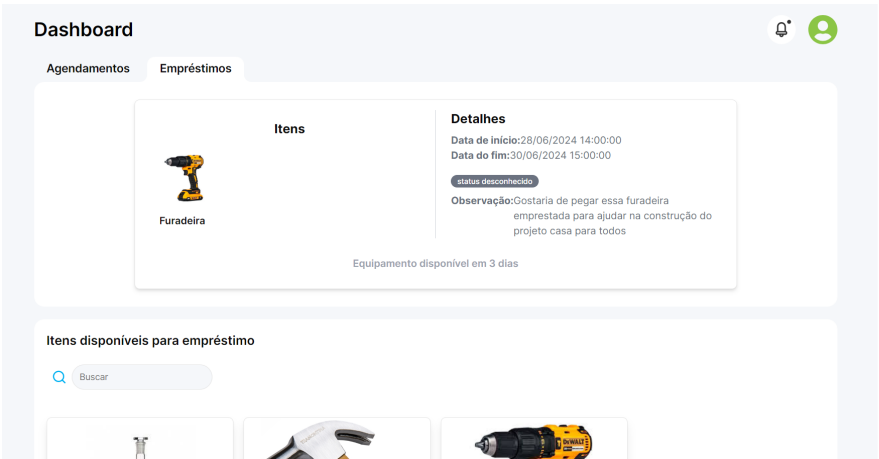 Dashboard
Agendamentos
Empréstimos
Itens
Furadeira
Detalhes
Data de início:28/06/2024 14:00:00
Data do fim:30/06/2024 15:00:00
status desconhecido
Observação:Gostaria de pegar essa furadeira
emprestada para ajudar na construção do
projeto casa para todos
Equipamento disponível em 3 dias
Itens disponíveis para empréstimo
Buscar
DEWALT